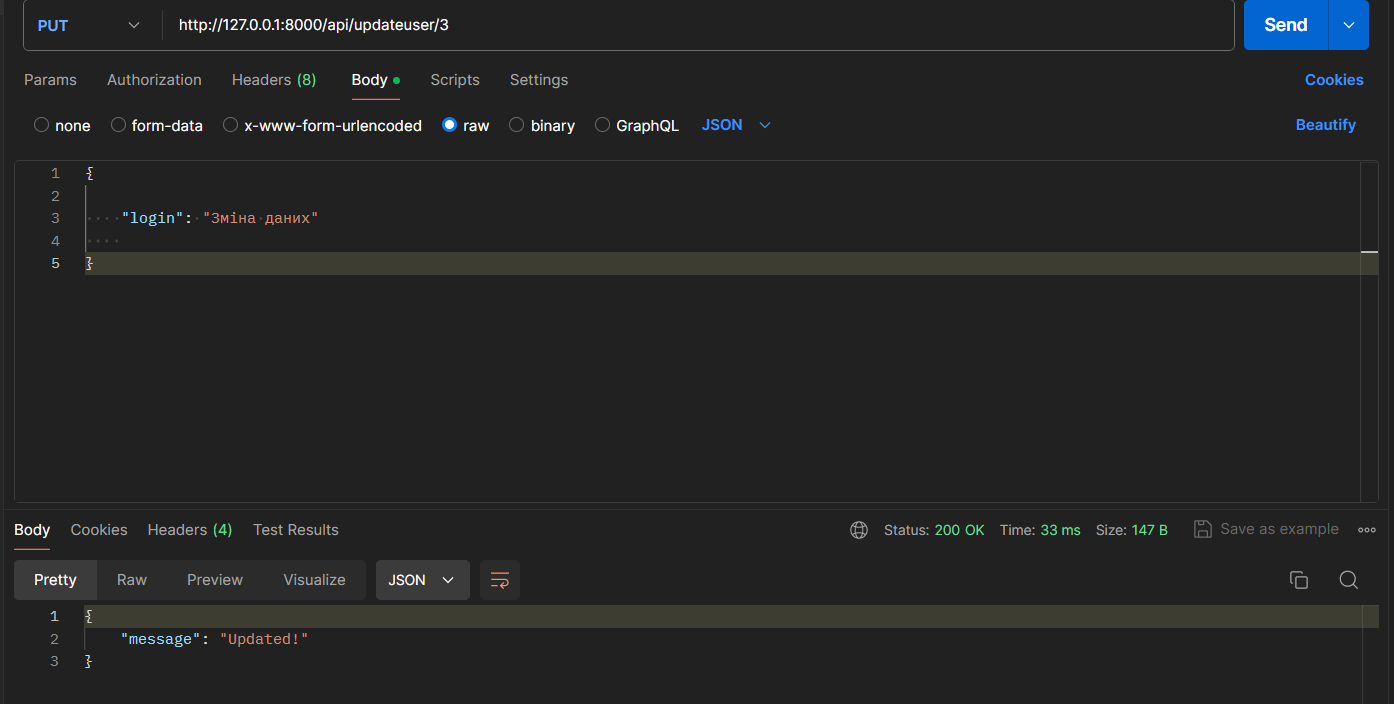 PUT http://127.0.0.1:8000/api/updateuser/3 Send
Params Authorization Headers (8) Body Scripts Settings Cookies
none form-data x-www-form-urlencoded raw binary GraphQL JSON Beautify
1 {
2
3 "login": "Зміна даних"
4
5 }
Body Cookies Headers (4) Test Results Status: 200 OK Time: 33 ms Size: 147 B Save as example
Pretty Raw Preview Visualize JSON
1 {
2 "message": "Updated!"
3 }